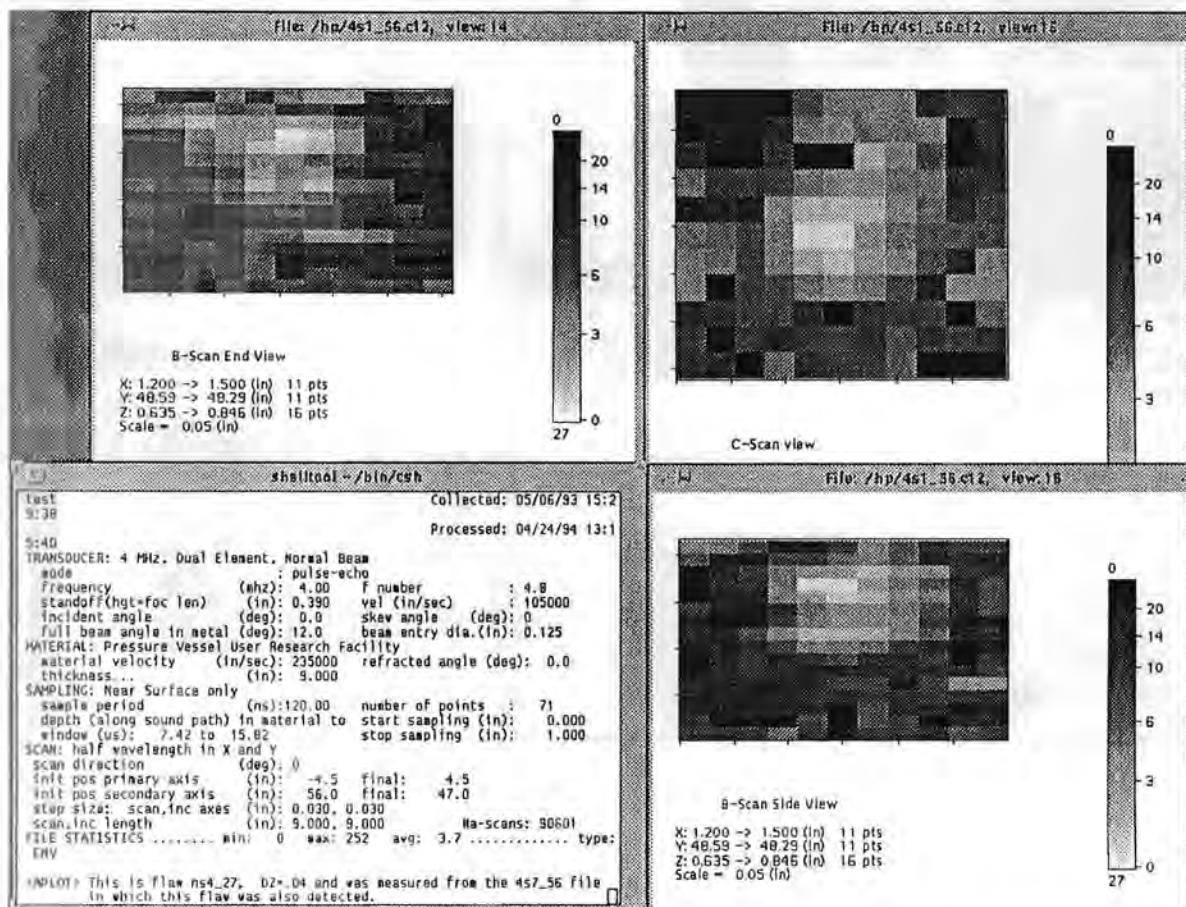 File: /hp/4s1_56.c12, view: 14
0
20
14
10
6
3
0
27
B-Scan End View
X: 1.200 -> 1.500 (in) 11 pts
Y: 48.59 -> 48.29 (in) 11 pts
Z: 0.635 -> 0.846 (in) 16 pts
Scale = 0.05 (in)
File: /hp/4s1_56.c12, view: 15
0
20
14
10
6
3
C-Scan view
shelltool - /bin/csh
test Collected: 05/06/93 15:2
9:38
Processed: 04/24/94 13:1
9:40
TRANSDUCER: 4 MHz, Dual Element, Normal Beam
mode : pulse-echo
frequency (mhz): 4.00 f number : 4.8
standoff(hgt+foc len) (in): 0.390 vel (in/sec) : 105000
incident angle (deg): 0.0 skew angle (deg): 0
full beam angle in metal (deg): 12.0 beam entry dia.(in): 0.125
MATERIAL: Pressure Vessel User Research Facility
material velocity (in/sec): 235000 refracted angle (deg): 0.0
thickness... (in): 9.000
SAMPLING: Near Surface only
sample period (ns):120.00 number of points : 71
depth (along sound path) in material to start sampling (in): 0.000
window (us): 7.42 to 15.82 stop sampling (in): 1.000
SCAN: half wavelength in X and Y
scan direction (deg): 0
init pos primary axis (in): -4.5 final: 4.5
init pos secondary axis (in): 56.0 final: 47.0
step size: scan,inc axes (in): 0.030, 0.030
scan,inc length (in): 9.000, 9.000 #a-scans: 90601
FILE STATISTICS ........ min: 0 max: 252 avg: 3.7 ............. type:
ENV
This is flaw ns4_27, DZ=.04 and was measured from the 4s7_56 file
in which this flaw was also detected.
File: /hp/4s1_56.c12, view: 16
0
20
14
10
6
3
0
27
B-Scan Side View
X: 1.200 -> 1.500 (in) 11 pts
Y: 48.59 -> 48.29 (in) 11 pts
Z: 0.635 -> 0.846 (in) 16 pts
Scale = 0.05 (in)